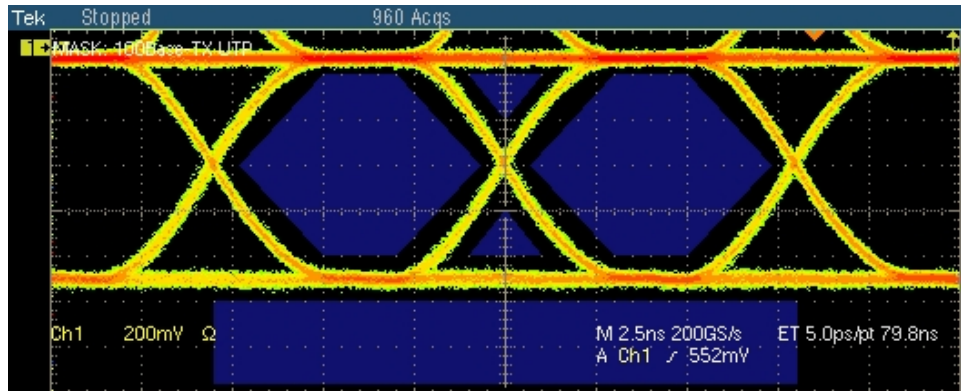 Tek Stopped 960 Acqs
1 MASK: 100Base-TX UTP
Ch1 200mV Ω M 2.5ns 200GS/s ET 5.0ps/pt 79.8ns
A Ch1 / 552mV